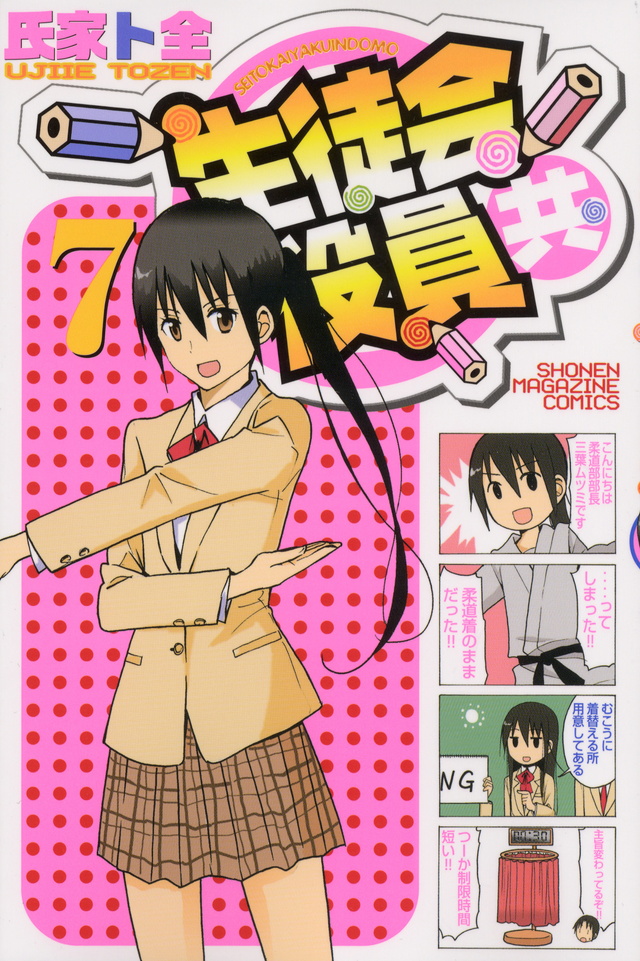 氏家卜全
UJIIE TOZEN
SEITOKAIYAKUINDOMO
生徒会
役員
共
7
SHONEN
MAGAZINE
COMICS
こんにちは
柔道部部長
三葉ムツミです
‥‥って
しまった!!
柔道着のまま
だった!!
むこうに
着替える所
用意してある
NG
主旨変わってるぞ!!
00:30
つーか制限時間
短い!!